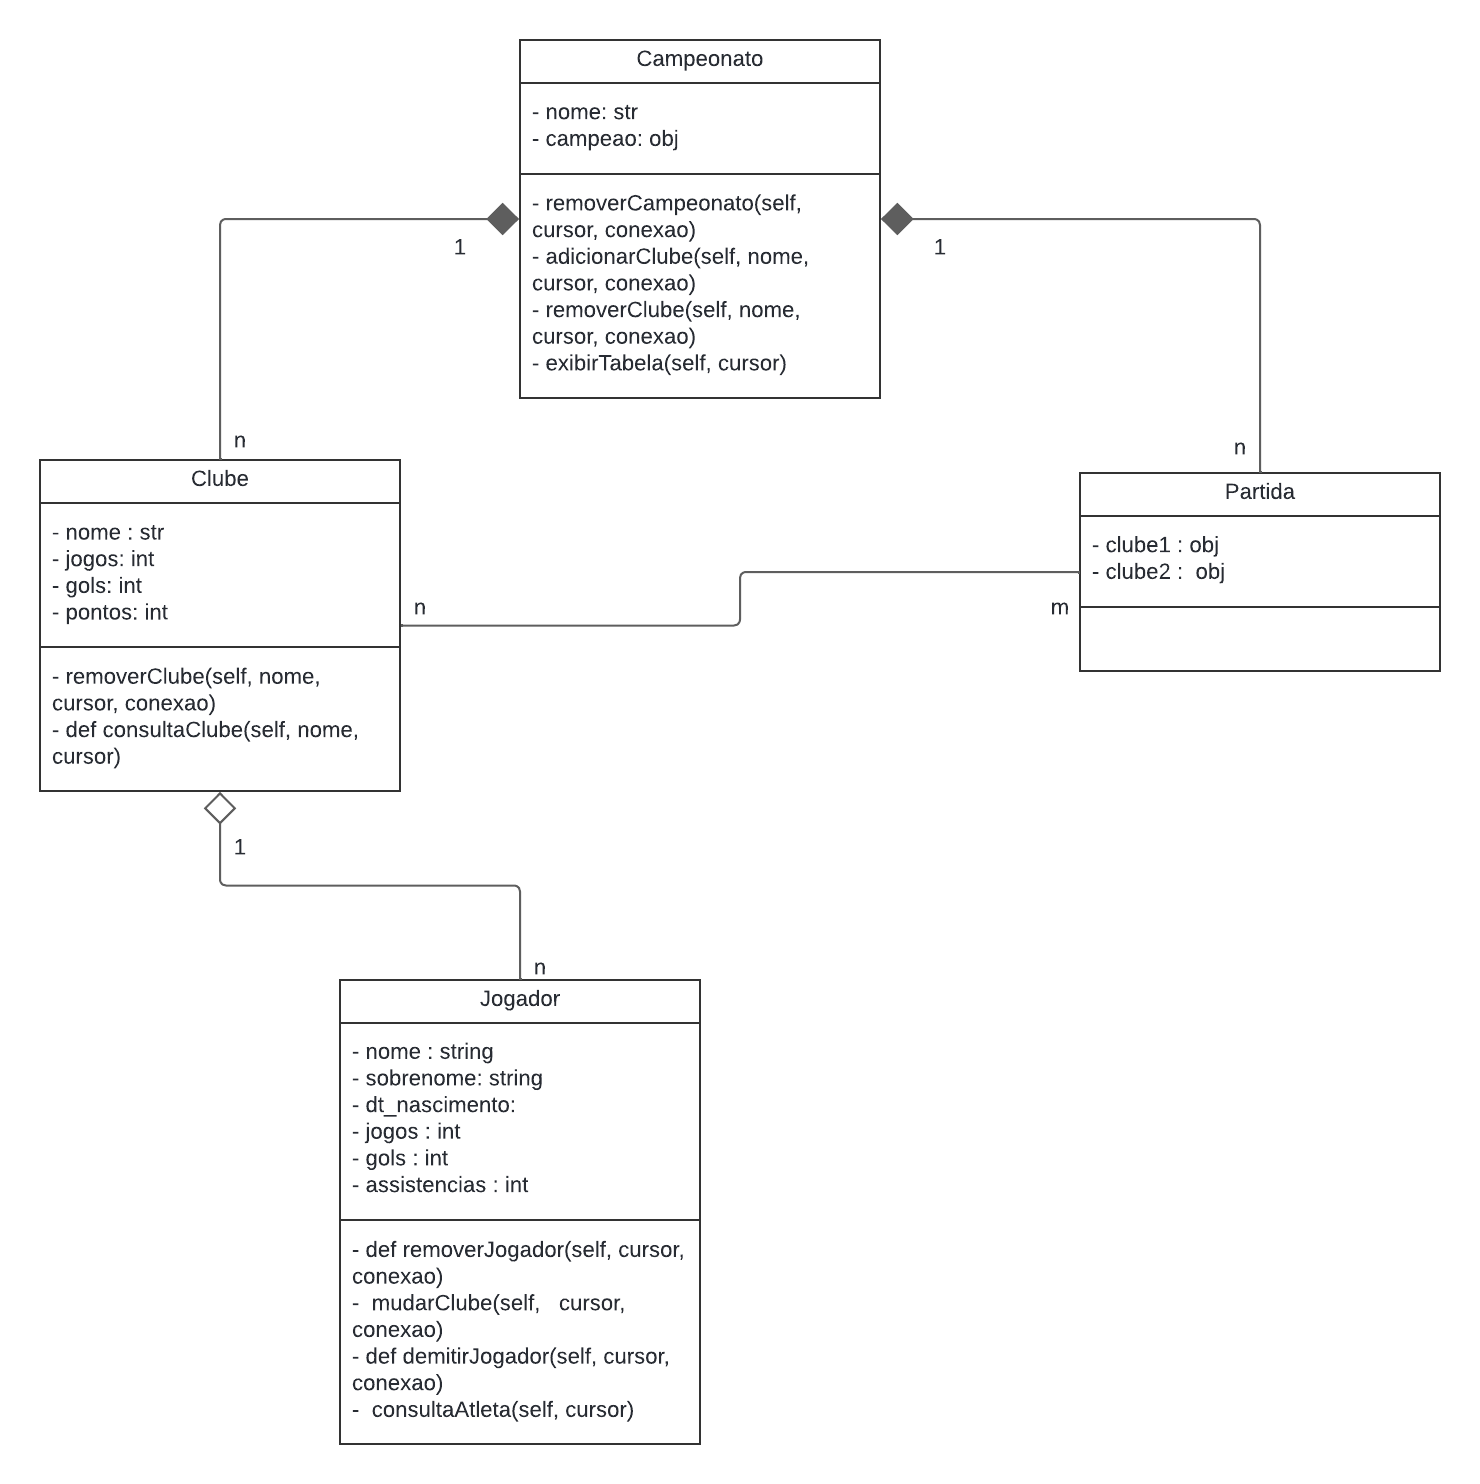 Campeonato
- nome: str
- campeao: obj
- removerCampeonato(self,
cursor, conexao)
- adicionarClube(self, nome,
cursor, conexao)
- removerClube(self, nome,
cursor, conexao)
- exibirTabela(self, cursor)
1
1
n
n
Clube
- nome : str
- jogos: int
- gols: int
- pontos: int
- removerClube(self, nome,
cursor, conexao)
- def consultaClube(self, nome,
cursor)
n
m
Partida
- clube1 : obj
- clube2 :  obj
1
n
Jogador
- nome : string
- sobrenome: string
- dt_nascimento:
- jogos : int
- gols : int
- assistencias : int
- def removerJogador(self, cursor,
conexao)
-  mudarClube(self,   cursor,
conexao)
- def demitirJogador(self, cursor,
conexao)
-  consultaAtleta(self, cursor)